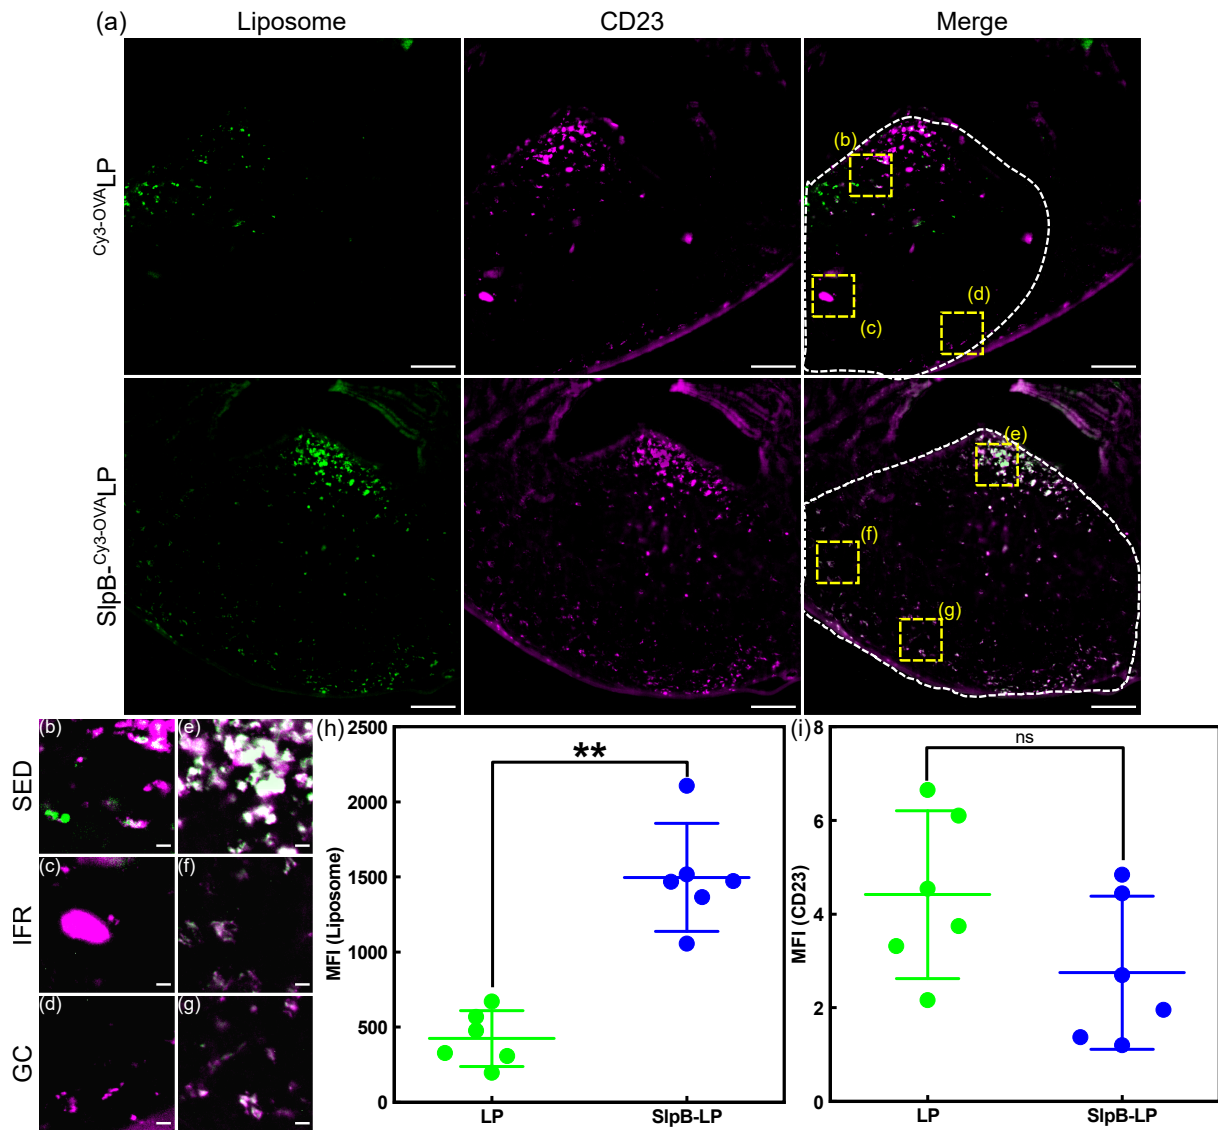 (a) Liposome CD23 Merge
Cy3-OVALP
(b)
(c)
(d)
SlpB-Cy3-OVALP
(e)
(f)
(g)
SED
(b)
(e)
IFR
(c)
(f)
GC
(d)
(g)
(h)
MFI (Liposome)
2500
2000
1500
1000
500
0
**
LP SlpB-LP
(i)
MFI (CD23)
8
6
4
2
0
ns
LP SlpB-LP